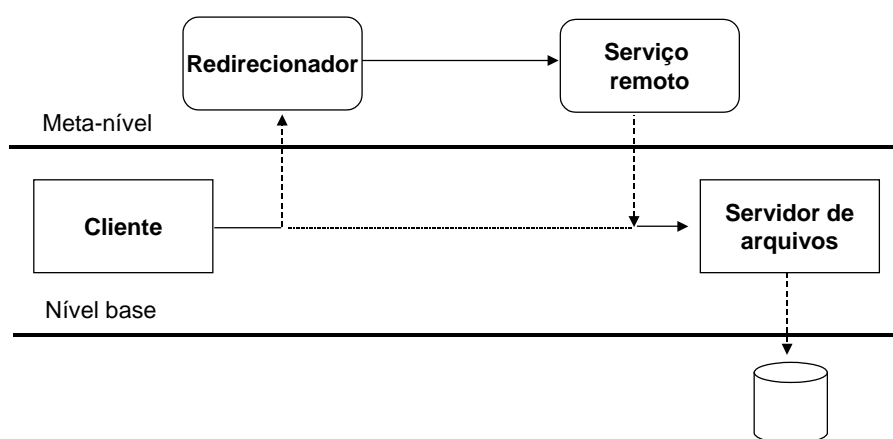 Redirecionador
Serviço
remoto
Meta-nível
Cliente
Servidor de
arquivos
Nível base